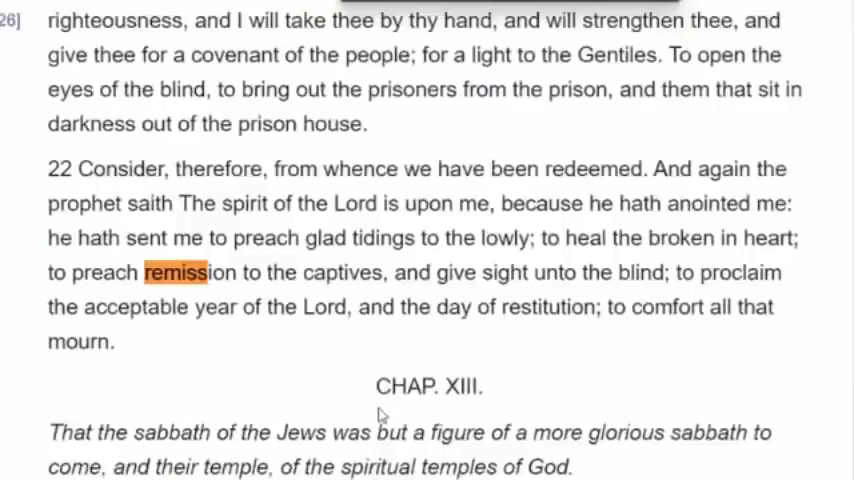 26]
righteousness, and I will take thee by thy hand, and will strengthen thee, and
give thee for a covenant of the people; for a light to the Gentiles. To open the
eyes of the blind, to bring out the prisoners from the prison, and them that sit in
darkness out of the prison house.
22 Consider, therefore, from whence we have been redeemed. And again the
prophet saith The spirit of the Lord is upon me, because he hath anointed me:
he hath sent me to preach glad tidings to the lowly; to heal the broken in heart;
to preach remission to the captives, and give sight unto the blind; to proclaim
the acceptable year of the Lord, and the day of restitution; to comfort all that
mourn.
CHAP. XIII.
That the sabbath of the Jews was but a figure of a more glorious sabbath to
come, and their temple, of the spiritual temples of God.